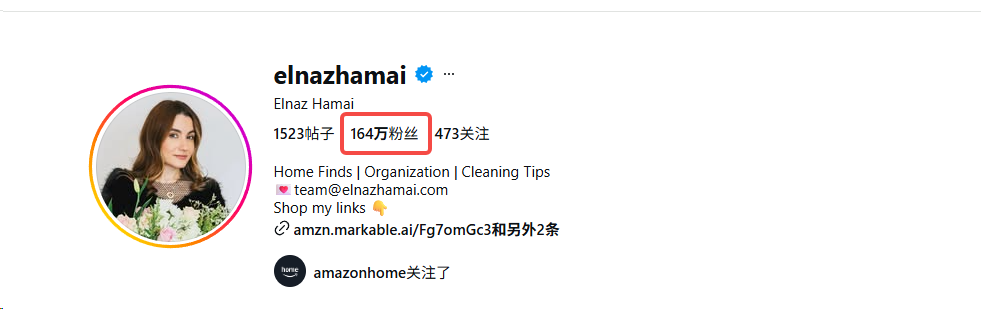 elnazhamai ...
Elnaz Hamai
1523帖子 164万粉丝 473关注
Home Finds | Organization | Cleaning Tips
💌 team@elnazhamai.com
Shop my links 👇
amzn.markable.ai/Fg7omGc3和另外2条
home
amazonhome关注了